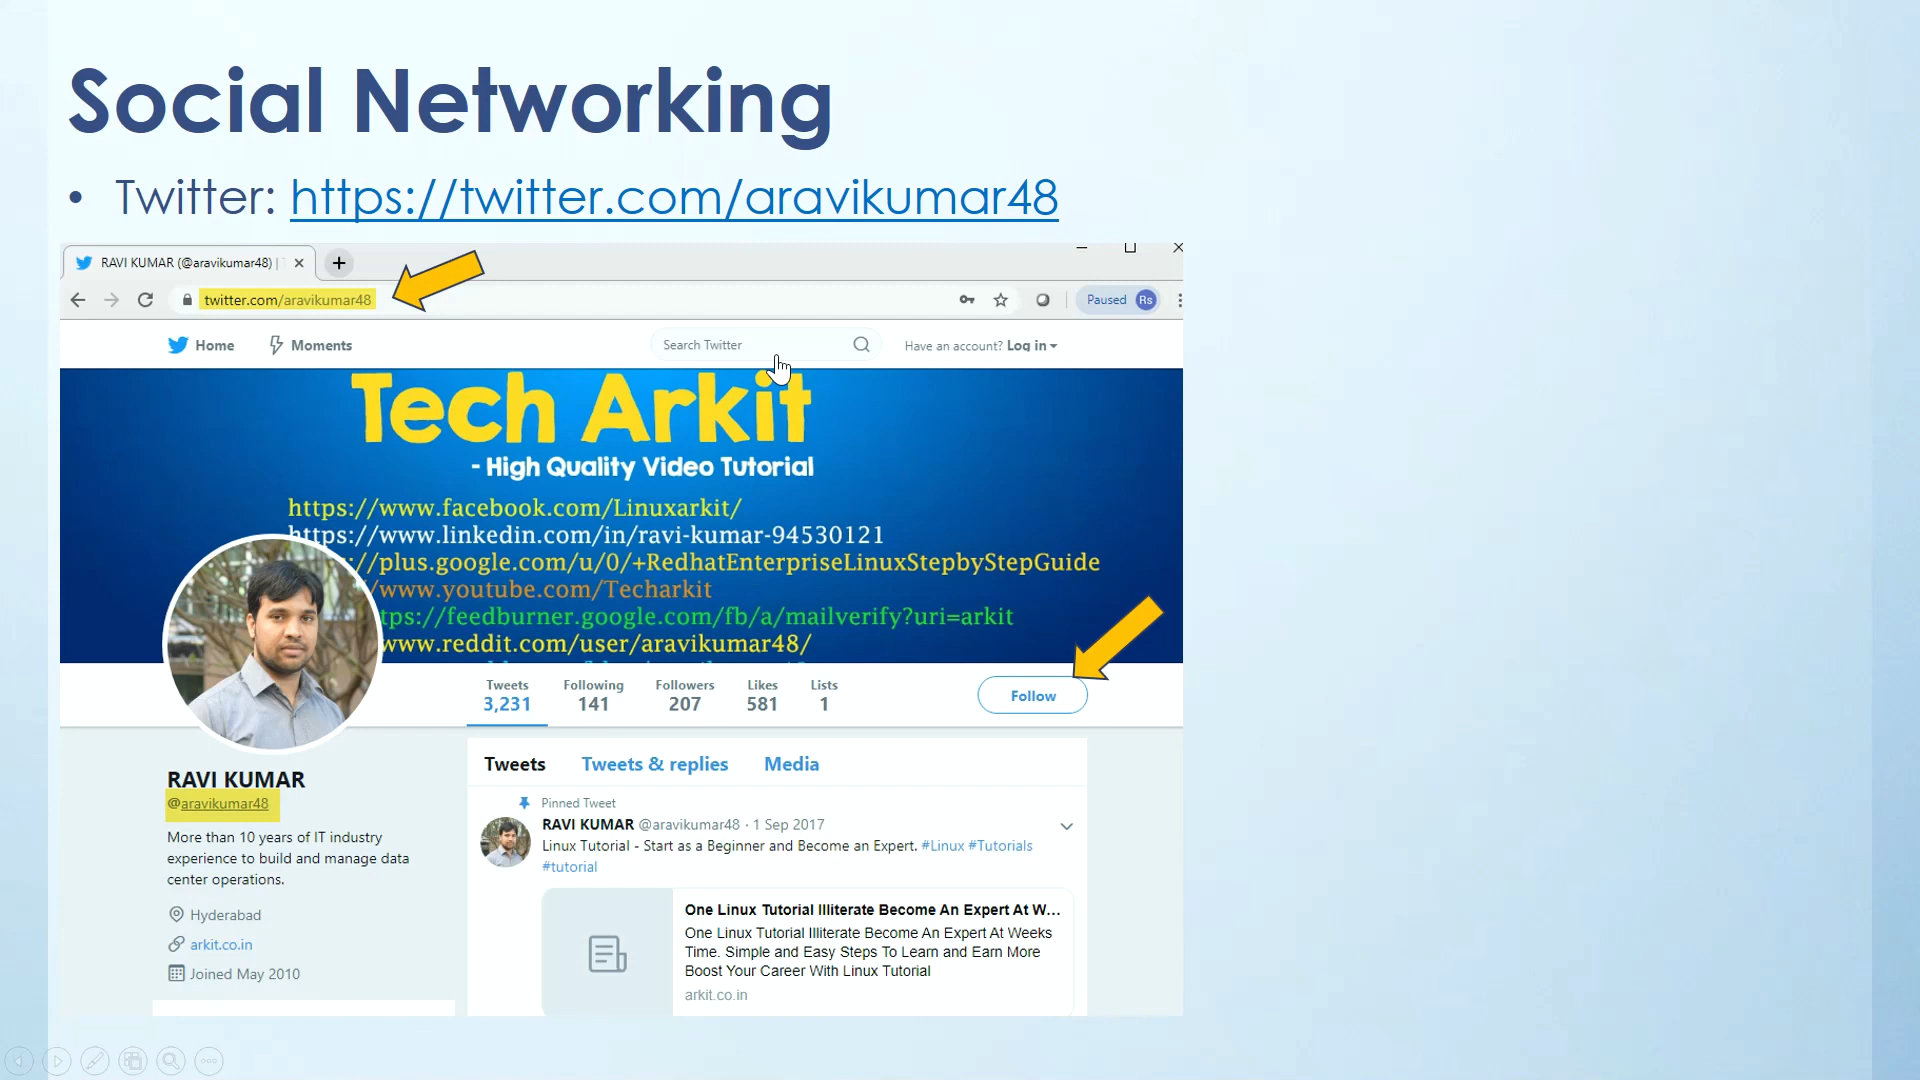 Social Networking
• Twitter: https://twitter.com/aravikumar48
RAVI KUMAR (@aravikumar48) |
twitter.com/aravikumar48
Paused Rs
Home Moments Search Twitter Have an account? Log in
Tech Arkit
- High Quality Video Tutorial
https://www.facebook.com/Linuxarkit/
https://www.linkedin.com/in/ravi-kumar-94530121
//plus.google.com/u/0/+RedhatEnterpriseLinuxStepbyStepGuide
/www.youtube.com/Techarkit
tps://feedburner.google.com/fb/a/mailverify?uri=arkit
www.reddit.com/user/aravikumar48/
Tweets Following Followers Likes Lists
3,231 141 207 581 1
Follow
RAVI KUMAR
@aravikumar48
More than 10 years of IT industry
experience to build and manage data
center operations.
Hyderabad
arkit.co.in
Joined May 2010
Tweets Tweets & replies Media
Pinned Tweet
RAVI KUMAR @aravikumar48 · 1 Sep 2017
Linux Tutorial - Start as a Beginner and Become an Expert. #Linux #Tutorials
#tutorial
One Linux Tutorial Illiterate Become An Expert At W...
One Linux Tutorial Illiterate Become An Expert At Weeks
Time. Simple and Easy Steps To Learn and Earn More
Boost Your Career With Linux Tutorial
arkit.co.in